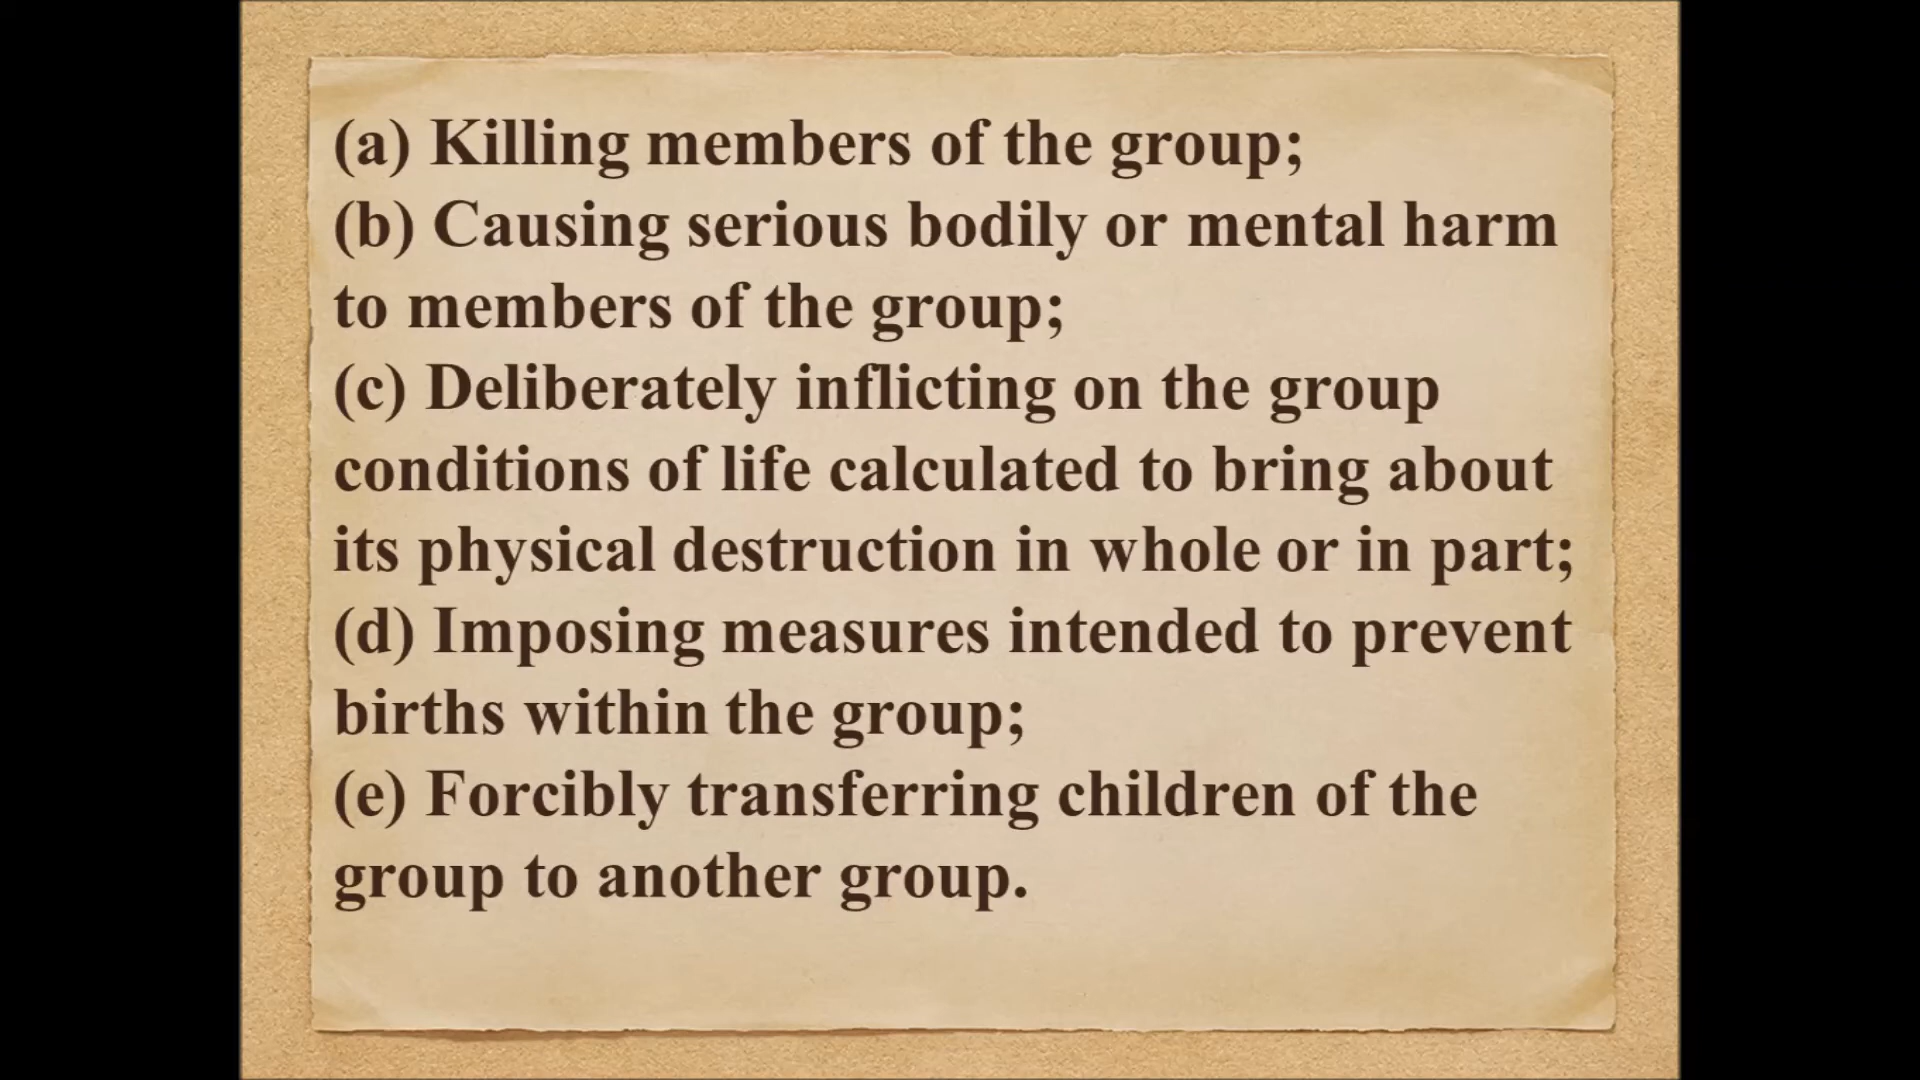 (a) Killing members of the group;
(b) Causing serious bodily or mental harm
to members of the group;
(c) Deliberately inflicting on the group
conditions of life calculated to bring about
its physical destruction in whole or in part;
(d) Imposing measures intended to prevent
births within the group;
(e) Forcibly transferring children of the
group to another group.